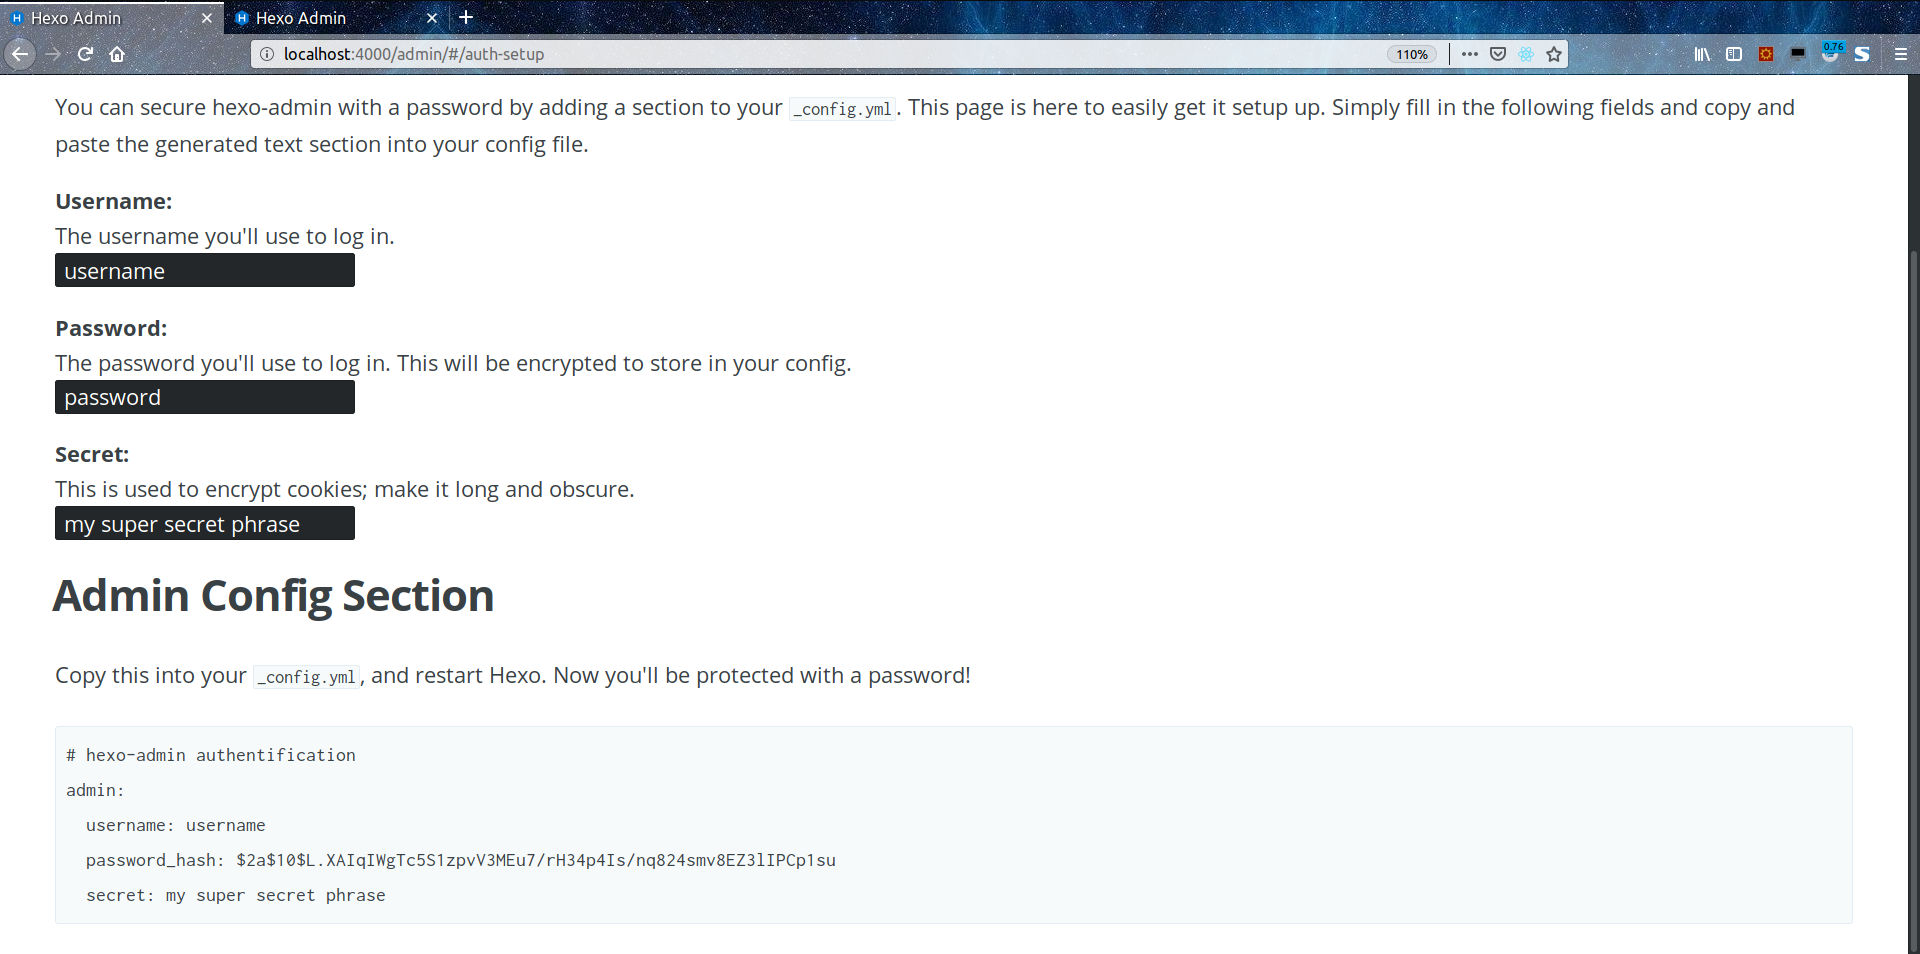 Hexo Admin
Hexo Admin
localhost:4000/admin/#/auth-setup
110%
0.76
You can secure hexo-admin with a password by adding a section to your _config.yml. This page is here to easily get it setup up. Simply fill in the following fields and copy and
paste the generated text section into your config file.
Username:
The username you'll use to log in.
username
Password:
The password you'll use to log in. This will be encrypted to store in your config.
password
Secret:
This is used to encrypt cookies; make it long and obscure.
my super secret phrase
Admin Config Section
Copy this into your _config.yml, and restart Hexo. Now you'll be protected with a password!
# hexo-admin authentification
admin:
username: username
password_hash: $2a$10$L.XAIqIWgTc5S1zpvV3MEu7/rH34p4Is/nq824smv8EZ3lIPCp1su
secret: my super secret phrase